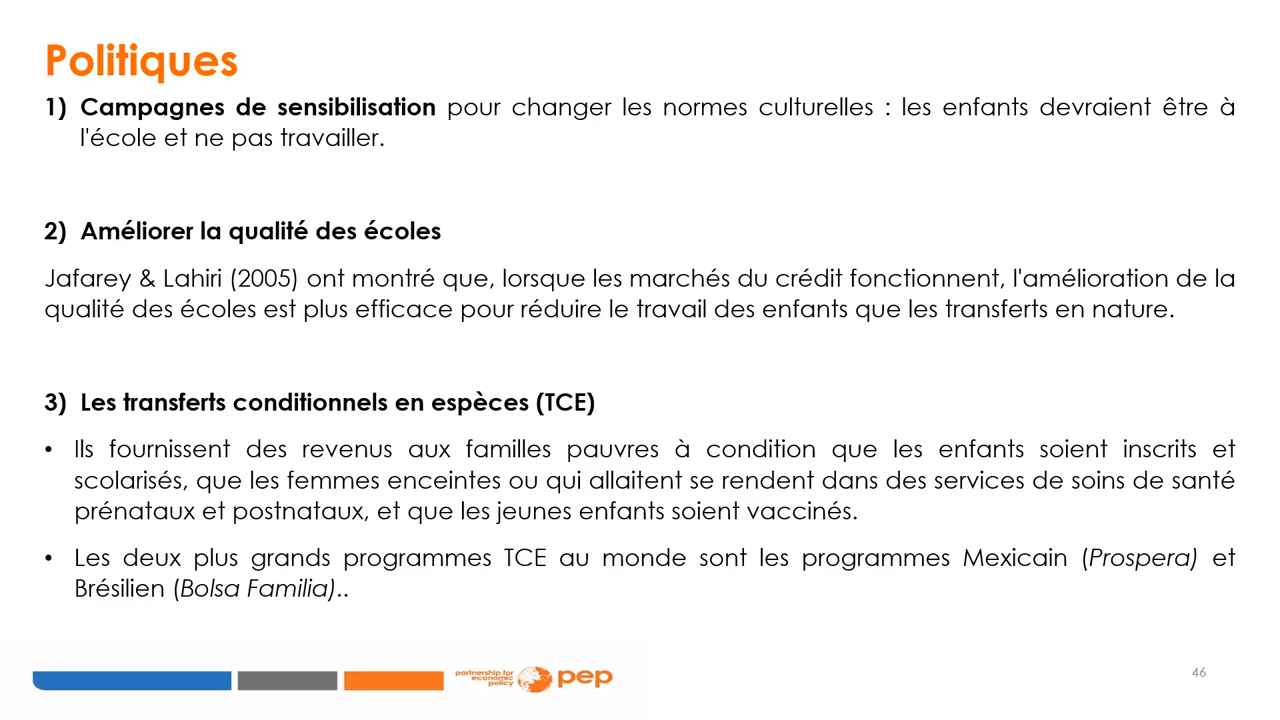 Politiques
1) Campagnes de sensibilisation pour changer les normes culturelles : les enfants devraient être à
l'école et ne pas travailler.
2) Améliorer la qualité des écoles
Jafarey & Lahiri (2005) ont montré que, lorsque les marchés du crédit fonctionnent, l'amélioration de la
qualité des écoles est plus efficace pour réduire le travail des enfants que les transferts en nature.
3) Les transferts conditionnels en espèces (TCE)
• Ils fournissent des revenus aux familles pauvres à condition que les enfants soient inscrits et
scolarisés, que les femmes enceintes ou qui allaitent se rendent dans des services de soins de santé
prénataux et postnataux, et que les jeunes enfants soient vaccinés.
• Les deux plus grands programmes TCE au monde sont les programmes Mexicain (Prospera) et
Brésilien (Bolsa Familia)..
partnership for
economic
policy
pep
46